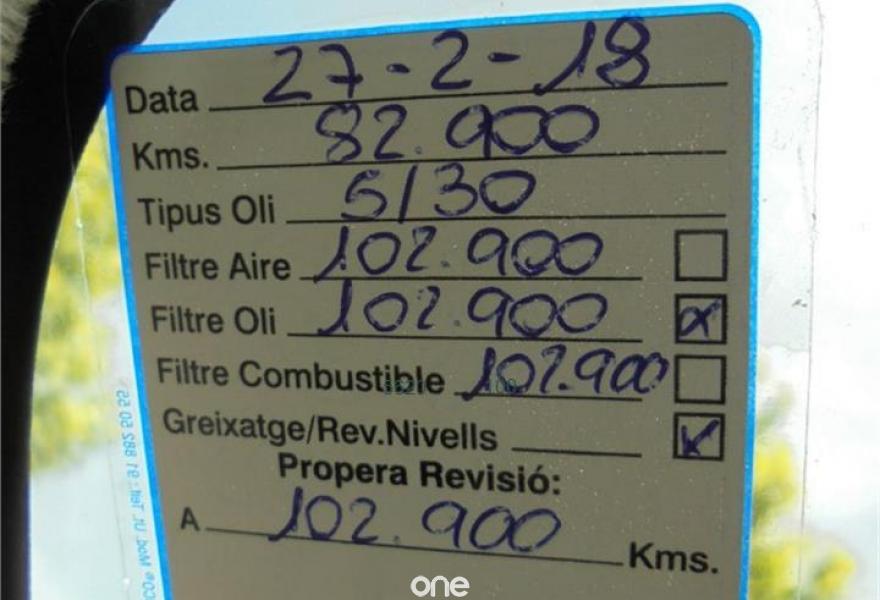 Data 27-2-18
Kms. 82.900
Tipus Oli 5/30
Filtre Aire 102.900
Filtre Oli 102.900 x
Filtre Combustible 102.900
Greixatge/Rev.Nivells
Propera Revisió:
A 102.900 Kms.
one